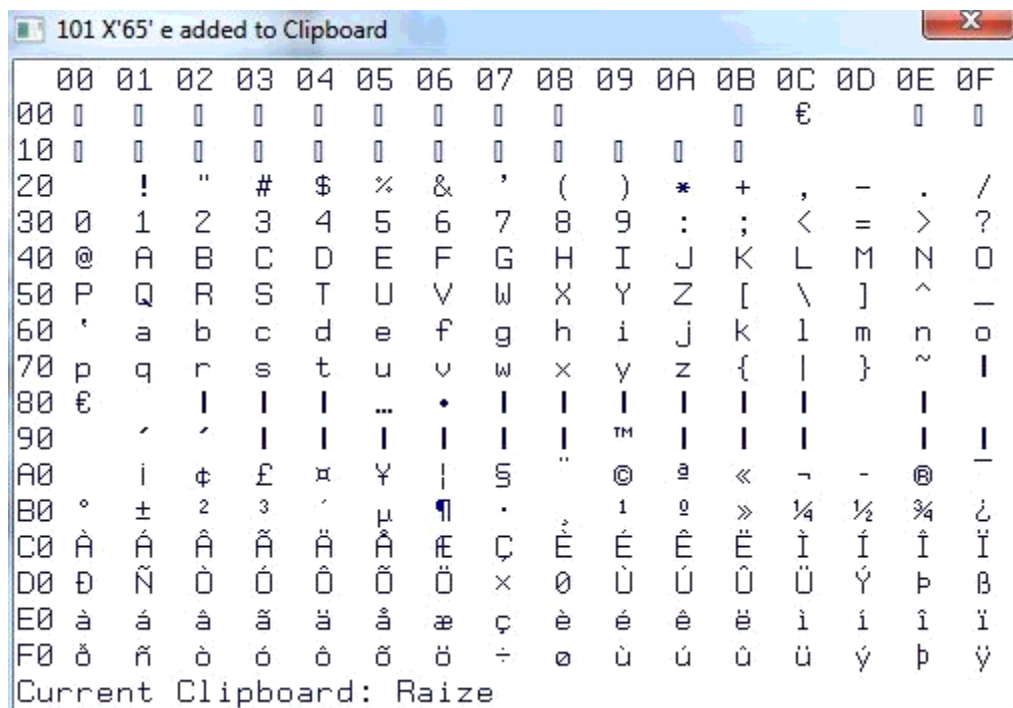 101 X'65' e added to Clipboard
00 01 02 03 04 05 06 07 08 09 0A 0B 0C 0D 0E 0F
00 ▯ ▯ ▯ ▯ ▯ ▯ ▯ ▯ ▯ ▯ € ▯ ▯
10 ▯ ▯ ▯ ▯ ▯ ▯ ▯ ▯ ▯ ▯ ▯ ▯
20 ! " # $ % & ' ( ) * + , - . /
30 0 1 2 3 4 5 6 7 8 9 : ; < = > ?
40 @ A B C D E F G H I J K L M N O
50 P Q R S T U V W X Y Z [ \ ] ^ _
60 ‛ a b c d e f g h i j k l m n o
70 p q r s t u v w x y z { | } ~ ❙
80 € ❙ ❙ ❙ … • ❙ ❙ ❙ ❙ ❙ ❙ ❙
90 ´ ´ ❙ ❙ ❙ ❙ ❙ ❙ ™ ❙ ❙ ❙ ❙ ❙
A0 ¡ ¢ £ ¤ ¥ ¦ § ¨ © ª « ¬ - ® ¯
B0 ° ± ² ³ ´ µ ¶ · ¸ ¹ º » ¼ ½ ¾ ¿
C0 À Á Â Ã Ä Å Æ Ç È É Ê Ë Ì Í Î Ï
D0 Ð Ñ Ò Ó Ô Õ Ö × Ø Ù Ú Û Ü Ý Þ ß
E0 à á â ã ä å æ ç è é ê ë ì í î ï
F0 ð ñ ò ó ô õ ö ÷ ø ù ú û ü ý þ ÿ
Current Clipboard: Raize